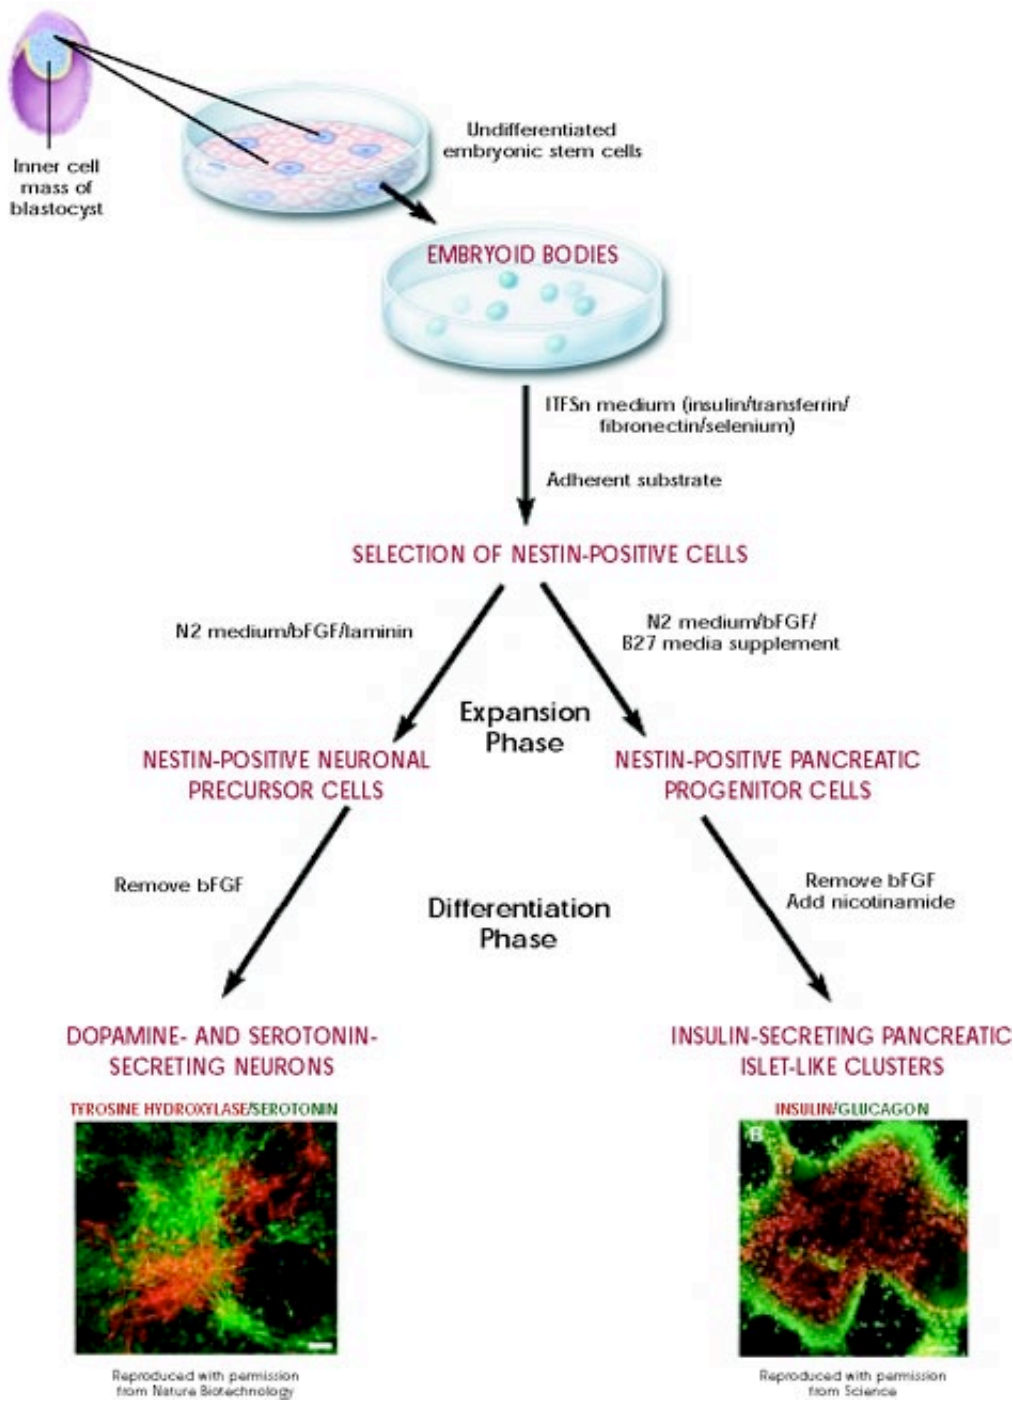 Inner cell
mass of
blastocyst
Undifferentiated
embryonic stem cells
EMBRYOID BODIES
ITFSn medium (insulin/transferrin/
fibronectin/selenium)
Adherent substrate
SELECTION OF NESTIN-POSITIVE CELLS
N2 medium/bFGF/laminin
N2 medium/bFGF/
B27 media supplement
Expansion
Phase
NESTIN-POSITIVE NEURONAL
PRECURSOR CELLS
NESTIN-POSITIVE PANCREATIC
PROGENITOR CELLS
Remove bFGF
Remove bFGF
Add nicotinamide
Differentiation
Phase
DOPAMINE- AND SEROTONIN-
SECRETING NEURONS
INSULIN-SECRETING PANCREATIC
ISLET-LIKE CLUSTERS
TYROSINE HYDROXYLASE/SEROTONIN
INSULIN/GLUCAGON
B
Reproduced with permission
from Nature Biotechnology
Reproduced with permission
from Science